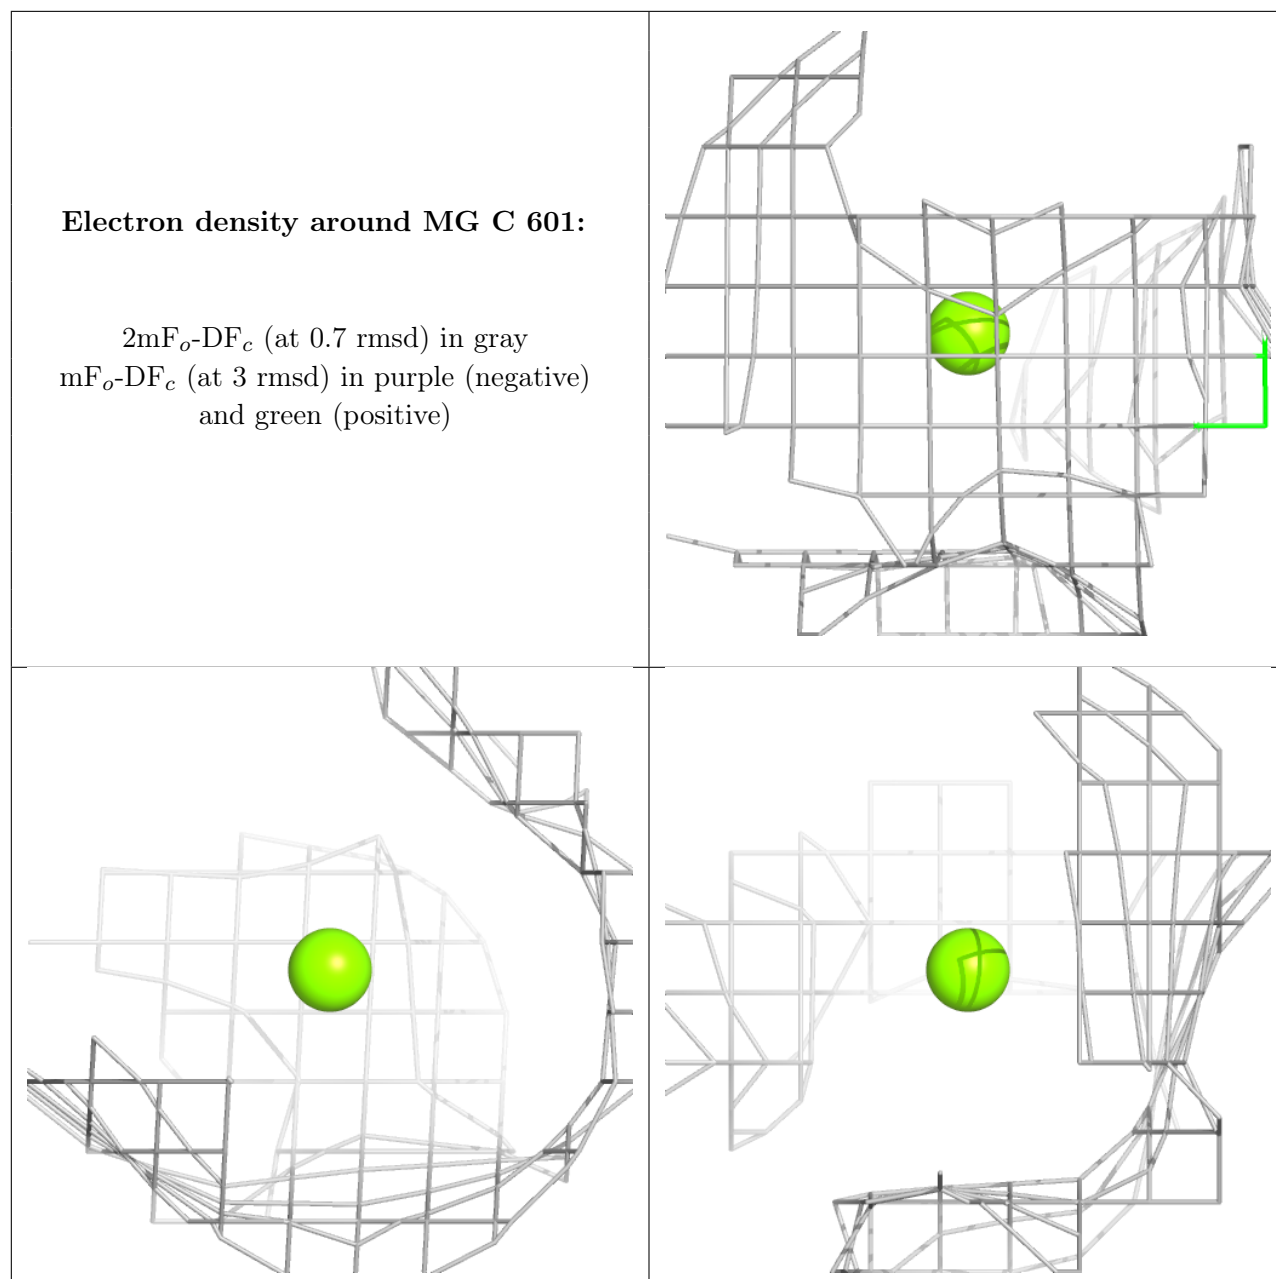 Electron density around MG C 601:
2mFo-DFc (at 0.7 rmsd) in gray
mFo-DFc (at 3 rmsd) in purple (negative)
and green (positive)